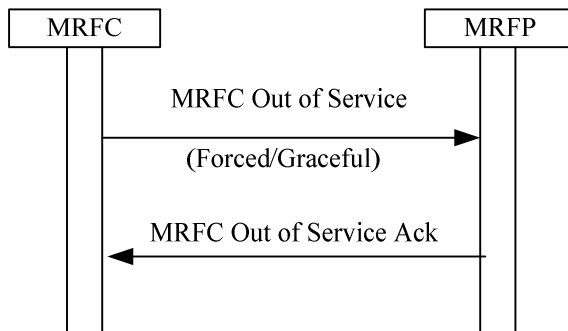 MRFC
MRFP
MRFC Out of Service
(Forced/Graceful)
MRFC Out of Service Ack